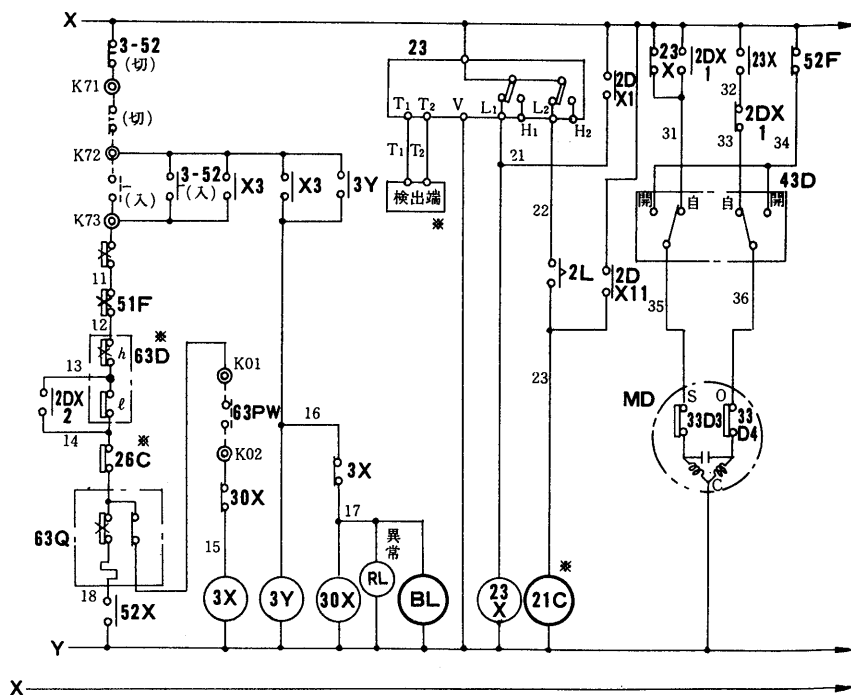 X
3-52
(切)
K71
(切)
K72
3-52
(入)
(入)
X3
X3
3Y
K73
11
51F
12
※
h
63D
13
2DX
2
ℓ
14
※
26C
63Q
18
52X
K01
63PW
K02
30X
15
3X
16
3X
17
異常
3Y
30X
RL
BL
23
T1
T2
V
L1
H1
L2
H2
T1
T2
検出端
※
21
2D
X1
22
2L
2D
X11
23
23
X
※
21C
23
X
2DX
1
23X
52F
32
2DX
1
31
33
34
43D
開
自
自
開
35
36
MD
S
O
33D3
33
D4
C
Y
X